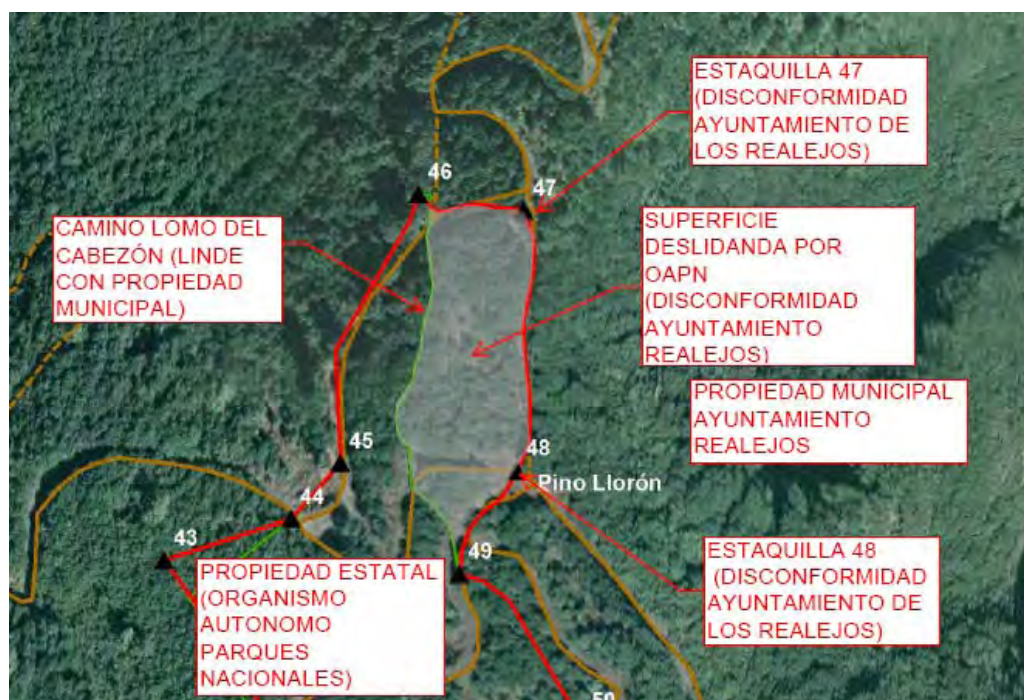 ESTAQUILLA 47
(DISCONFORMIDAD
AYUNTAMIENTO DE
LOS REALEJOS)
46
47
CAMINO LOMO DEL
CABEZÓN (LINDE
CON PROPIEDAD
MUNICIPAL)
SUPERFICIE
DESLIDANDA POR
OAPN
(DISCONFORMIDAD
AYUNTAMIENTO
REALEJOS)
PROPIEDAD MUNICIPAL
AYUNTAMIENTO
REALEJOS
45
48
Pino Llorón
44
43
49
PROPIEDAD ESTATAL
(ORGANISMO
AUTONOMO
PARQUES
NACIONALES)
ESTAQUILLA 48
(DISCONFORMIDAD
AYUNTAMIENTO DE
LOS REALEJOS)
50